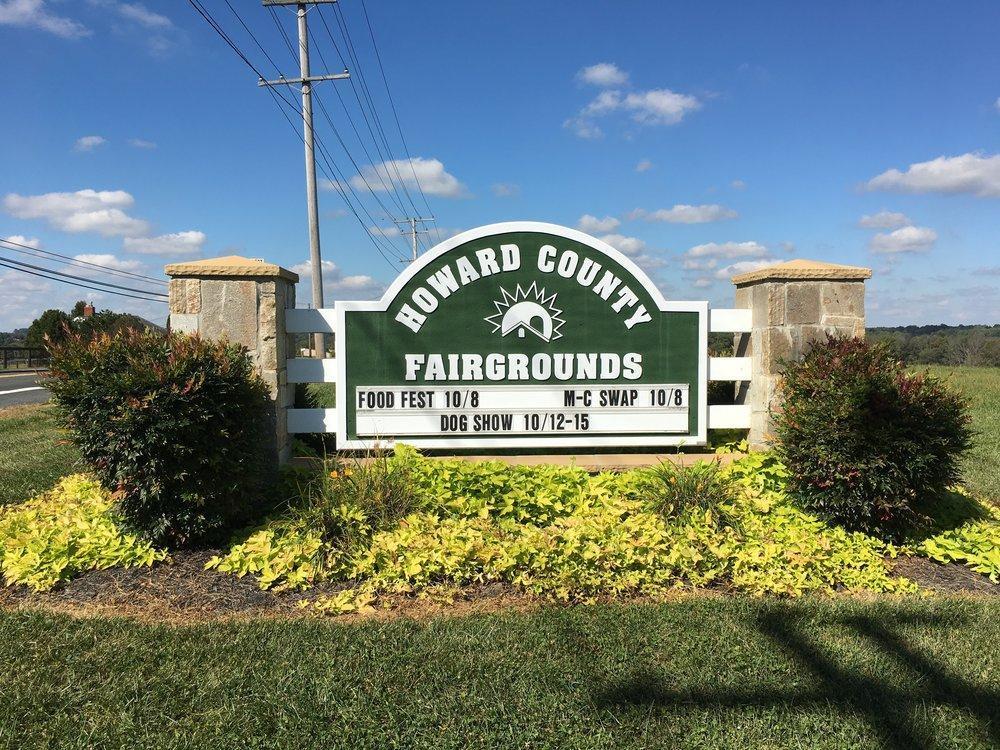 HOWARD COUNTY
FAIRGROUNDS
FOOD FEST 10/8 M-C SWAP 10/8
DOG SHOW 10/12-15